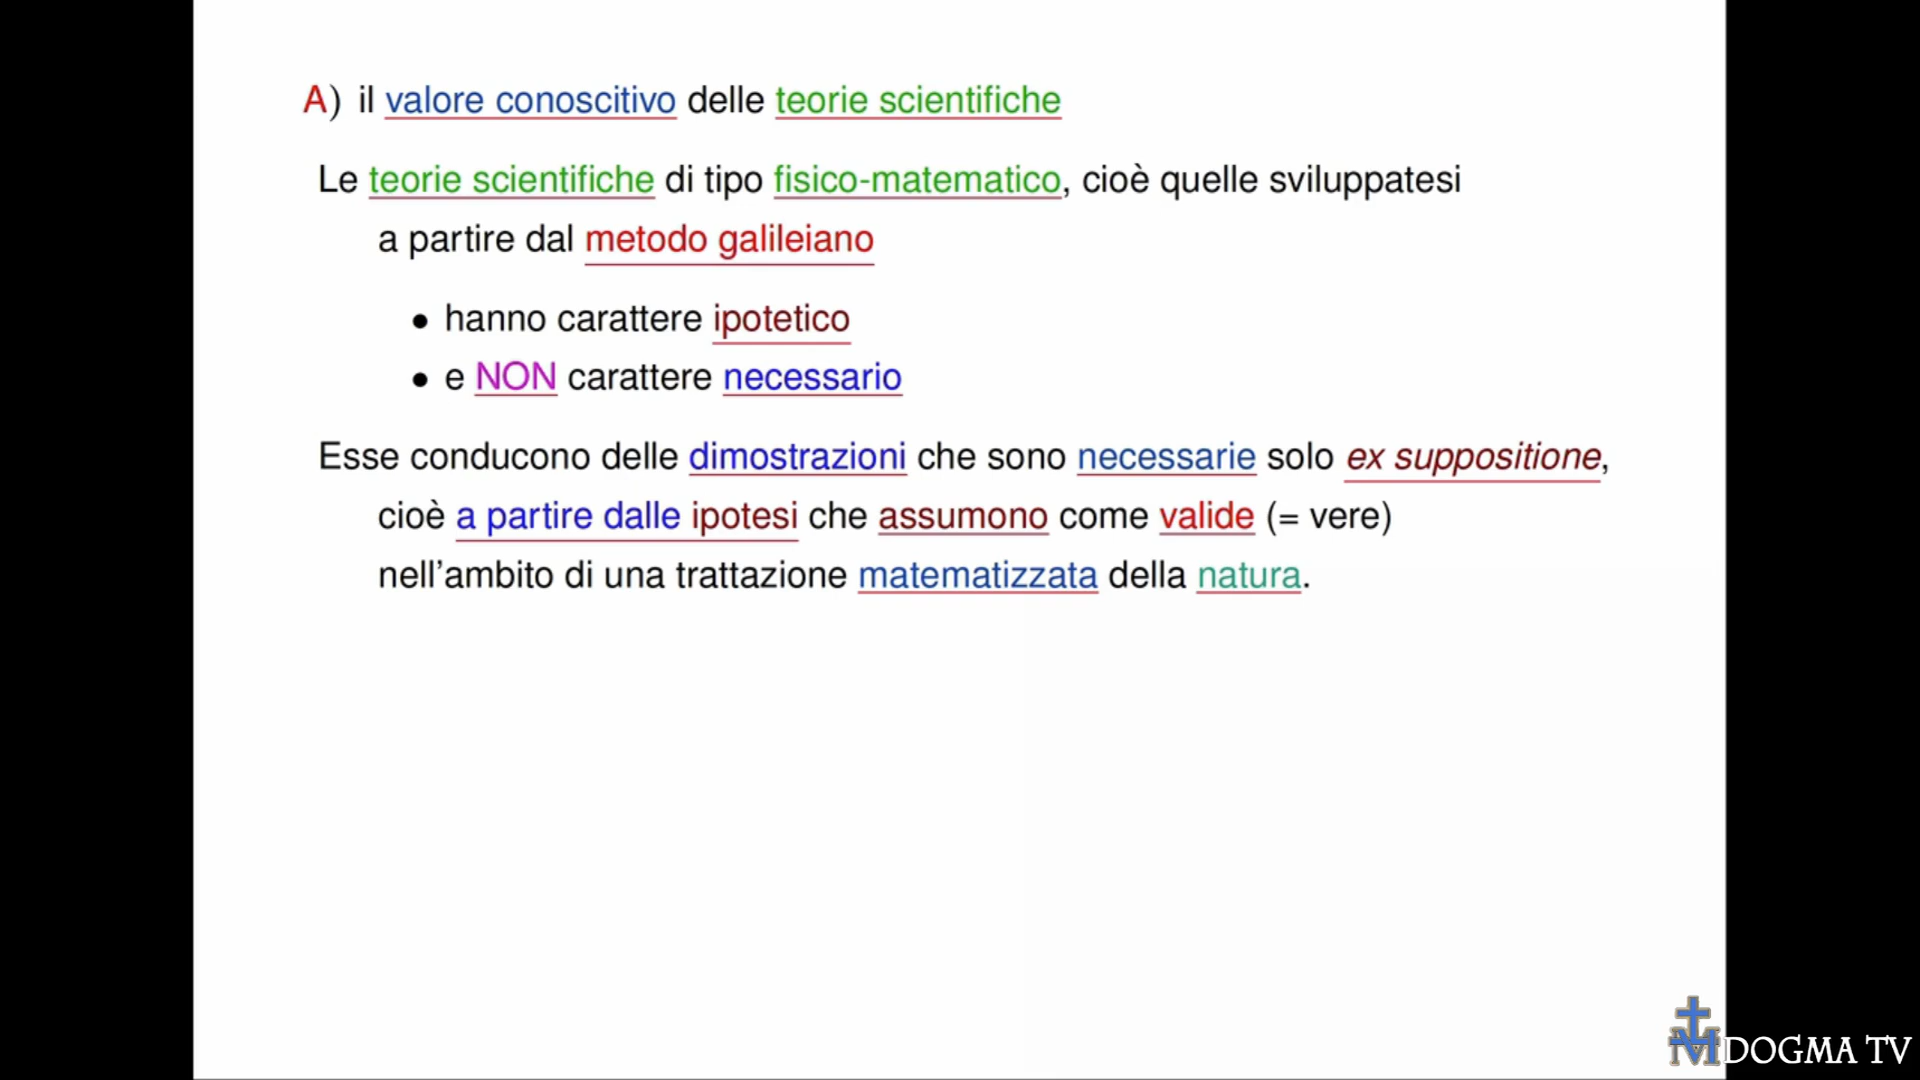 A) il valore conoscitivo delle teorie scientifiche
Le teorie scientifiche di tipo fisico-matematico, cioè quelle sviluppatesi
a partire dal metodo galileiano
• hanno carattere ipotetico
• e NON carattere necessario
Esse conducono delle dimostrazioni che sono necessarie solo ex suppositione,
cioè a partire dalle ipotesi che assumono come valide (= vere)
nell'ambito di una trattazione matematizzata della natura.
DOGMA TV